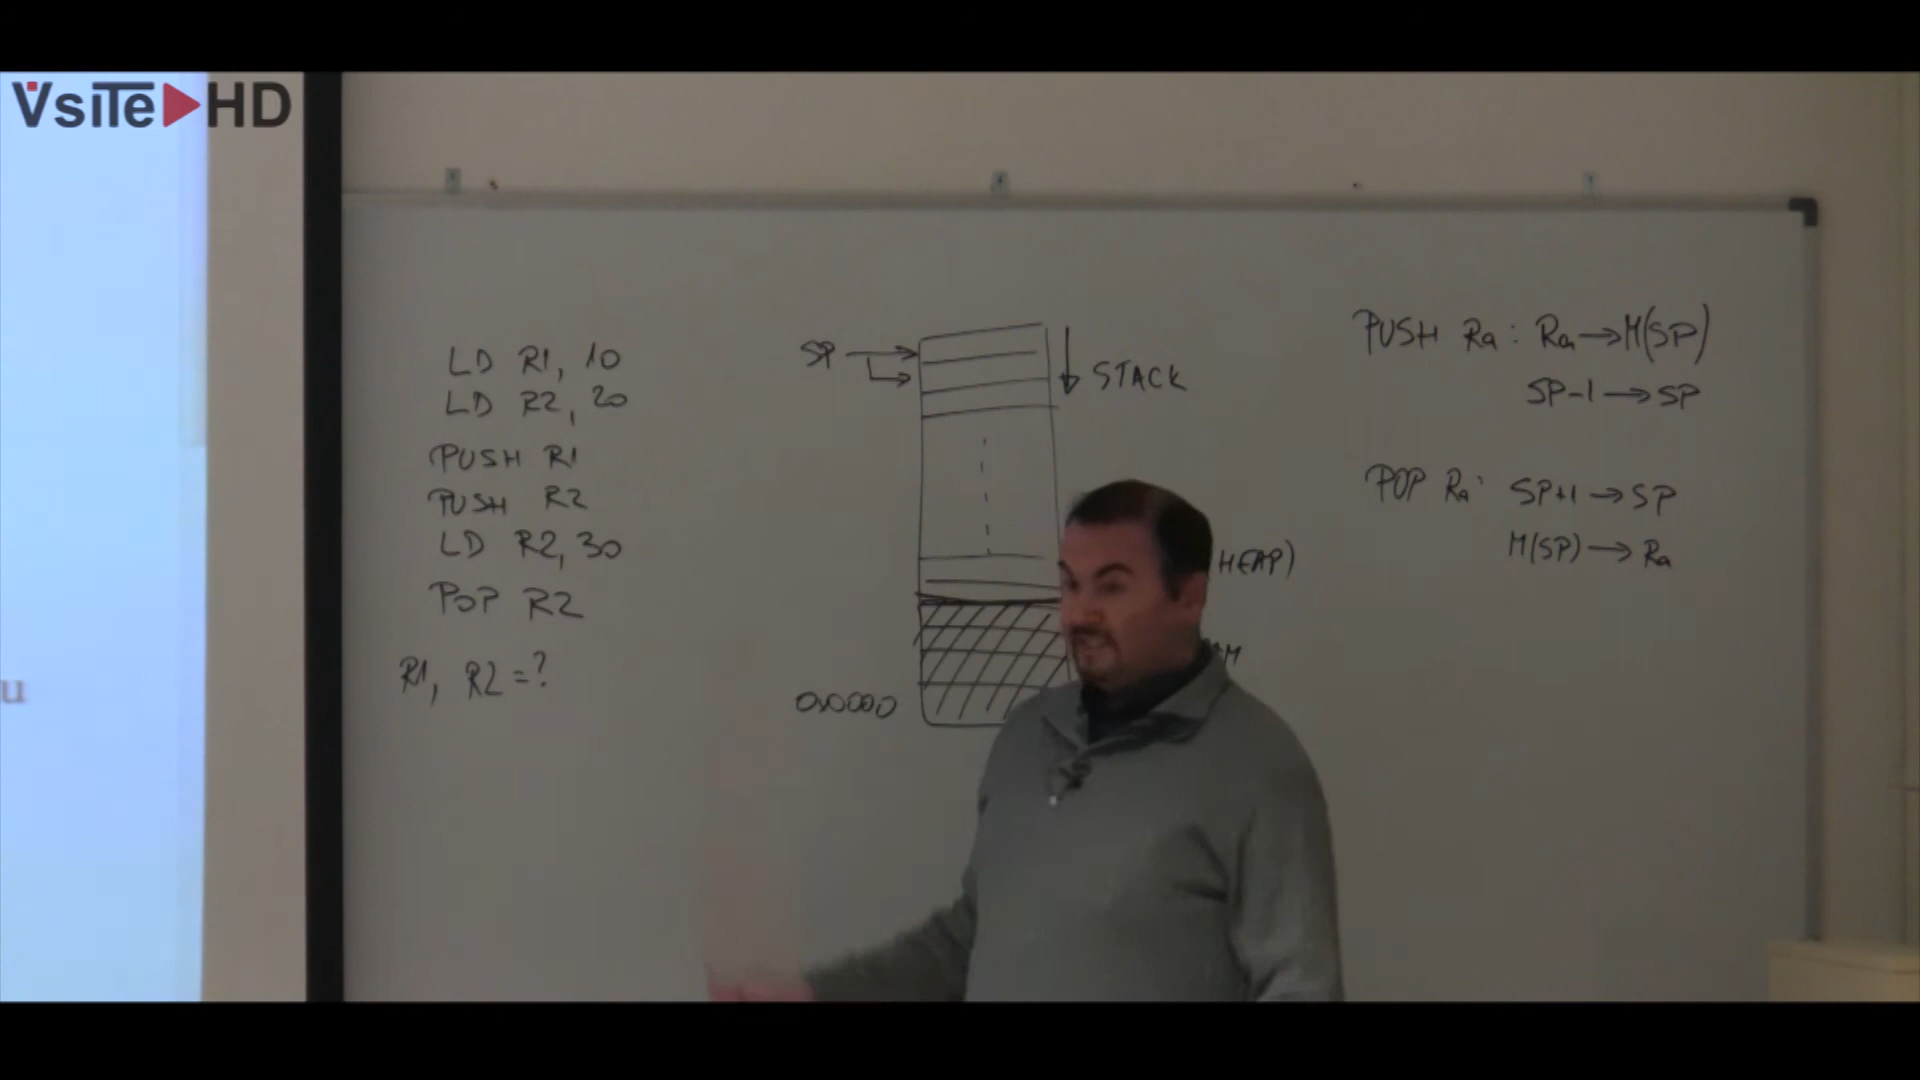 VsiTe HD
u
LD R1, 10
LD R2, 20
PUSH R1
PUSH R2
LD R2, 30
POP R2
R1, R2 = ?
SP
STACK
HEAP)
0x0000
PUSH Ra: Ra → M(SP)
SP-1 → SP
POP Ra: SP+1 → SP
M(SP) → Ra